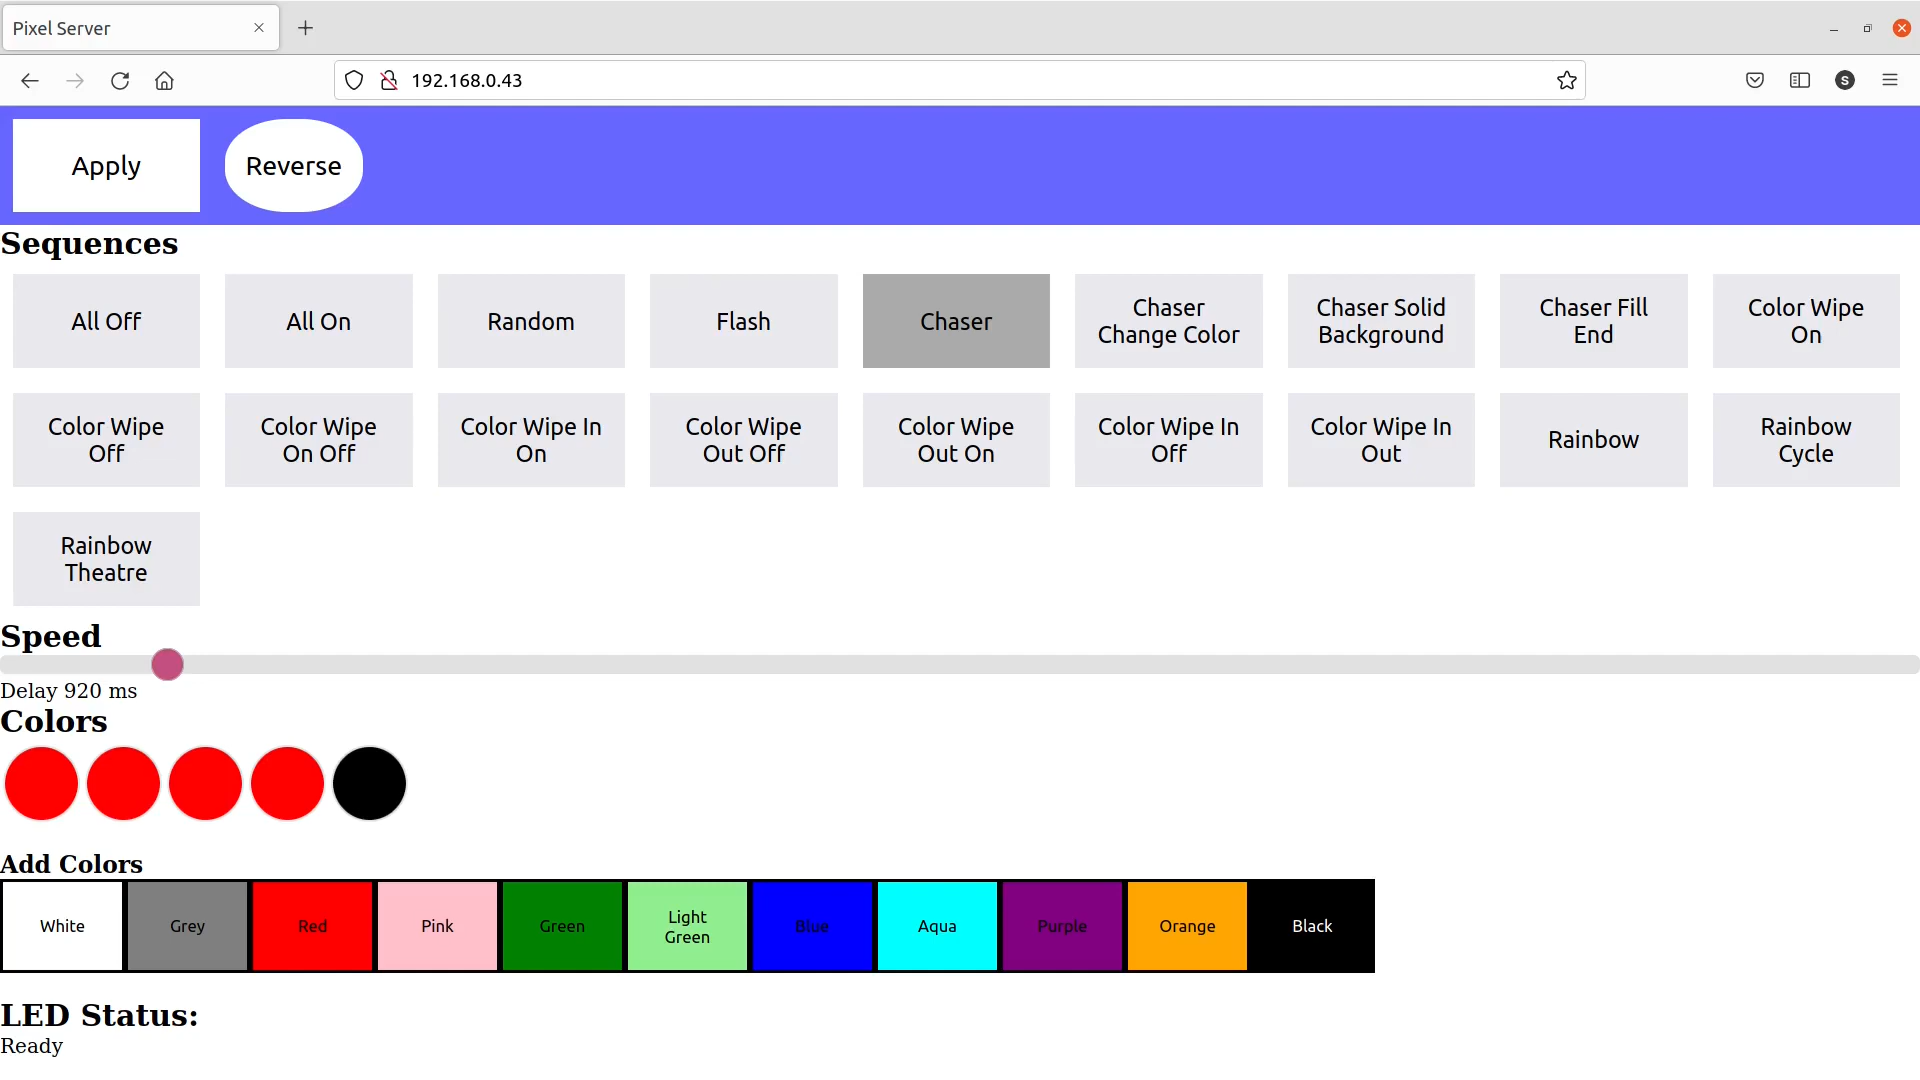 Pixel Server
192.168.0.43
S
Apply
Reverse
Sequences
All Off
All On
Random
Flash
Chaser
Chaser
Change Color
Chaser Solid
Background
Chaser Fill
End
Color Wipe
On
Color Wipe
Off
Color Wipe
On Off
Color Wipe In
On
Color Wipe
Out Off
Color Wipe
Out On
Color Wipe In
Off
Color Wipe In
Out
Rainbow
Rainbow
Cycle
Rainbow
Theatre
Speed
Delay 920 ms
Colors
Add Colors
White
Grey
Red
Pink
Green
Light
Green
Blue
Aqua
Purple
Orange
Black
LED Status:
Ready